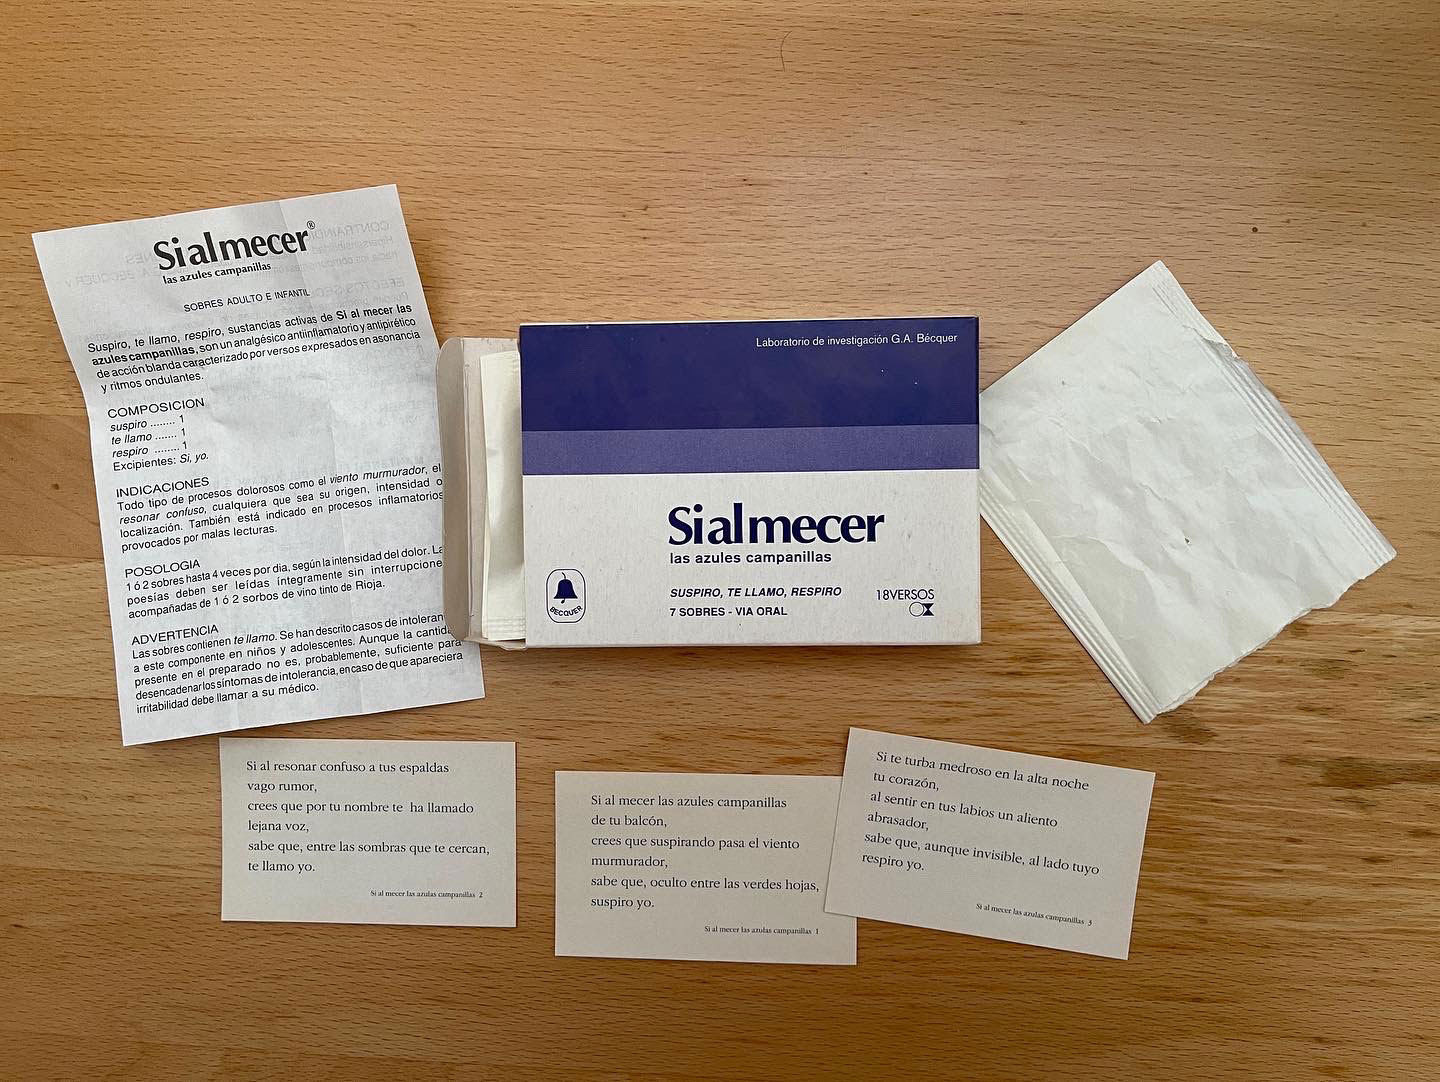 Sialmecer®
las azules campanillas
SOBRES ADULTO E INFANTIL
Suspiro, te llamo, respiro, sustancias activas de Si al mecer las
azules campanillas, son un analgésico antiinflamatorio y antipirético
de acción blanda caracterizado por versos expresados en asonancia
y ritmos ondulantes.
COMPOSICION
suspiro ........ 1
te llamo ....... 1
respiro ........ 1
Excipientes: Si, yo.
INDICACIONES
Todo tipo de procesos dolorosos como el viento murmurador, el
resonar confuso, cualquiera que sea su origen, intensidad o
localización. También está indicado en procesos inflamatorios
provocados por malas lecturas.
POSOLOGIA
1 ó 2 sobres hasta 4 veces por dia, según la intensidad del dolor. La
poesías deben ser leídas íntegramente sin interrupcione
acompañadas de 1 ó 2 sorbos de vino tinto de Rioja.
ADVERTENCIA
Las sobres contienen te llamo. Se han descrito casos de intoleran
a este componente en niños y adolescentes. Aunque la cantid
presente en el preparado no es, probablemente, suficiente para
desencadenar los síntomas de intolerancia, en caso de que apareciera
irritabilidad debe llamar a su médico.
Laboratorio de investigación G.A. Bécquer
Sialmecer
las azules campanillas
SUSPIRO, TE LLAMO, RESPIRO
7 SOBRES - VIA ORAL
18VERSOS
BECQUER
Si al resonar confuso a tus espaldas
vago rumor,
crees que por tu nombre te ha llamado
lejana voz,
sabe que, entre las sombras que te cercan,
te llamo yo.
Si al mecer las azulas campanillas 2
Si al mecer las azules campanillas
de tu balcón,
crees que suspirando pasa el viento
murmurador,
sabe que, oculto entre las verdes hojas,
suspiro yo.
Si al mecer las azulas campanillas 1
Si te turba medroso en la alta noche
tu corazón,
al sentir en tus labios un aliento
abrasador,
sabe que, aunque invisible, al lado tuyo
respiro yo.
Si al mecer las azulas campanillas 3